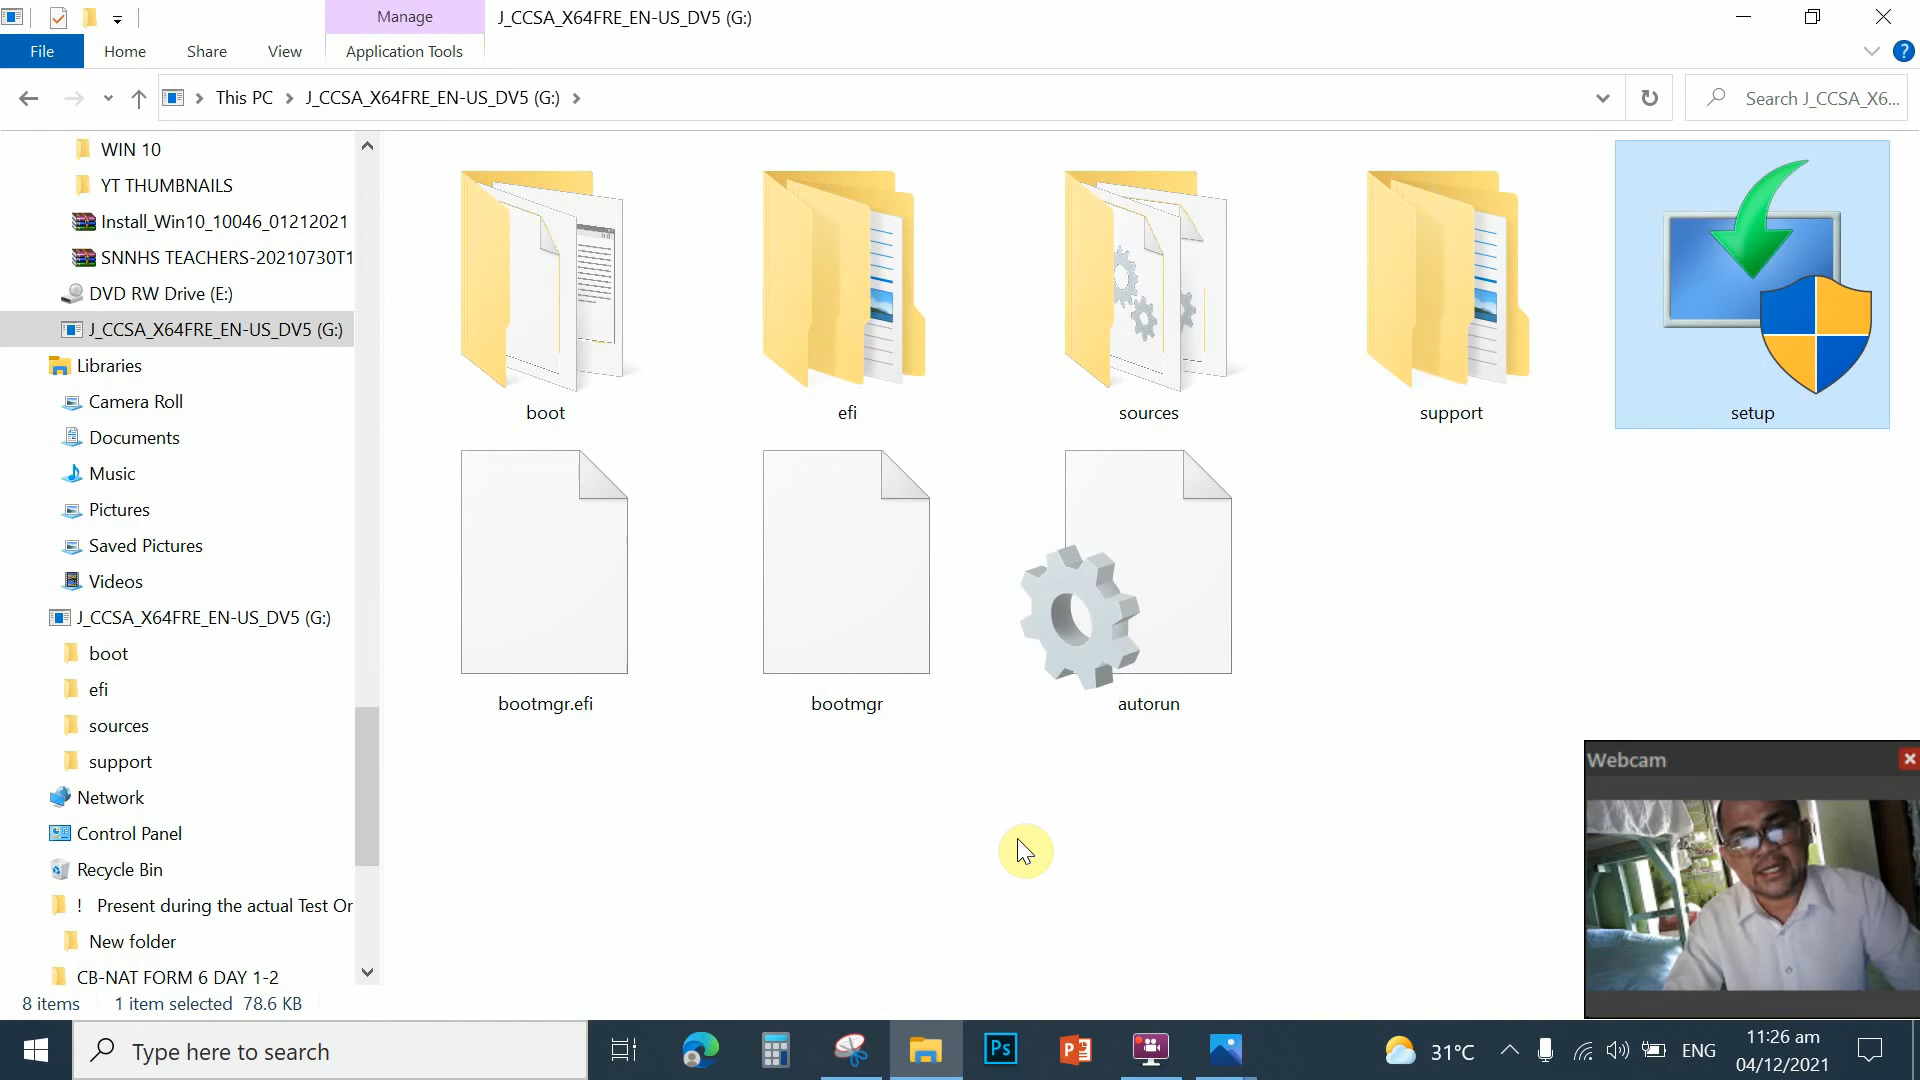 Manage
J_CCSA_X64FRE_EN-US_DV5 (G:)
File
Home
Share
View
Application Tools
?
This PC
J_CCSA_X64FRE_EN-US_DV5 (G:)
Search J_CCSA_X6...
WIN 10
YT THUMBNAILS
Install_Win10_10046_01212021
SNNHS TEACHERS-20210730T1
DVD RW Drive (E:)
J_CCSA_X64FRE_EN-US_DV5 (G:)
Libraries
Camera Roll
Documents
Music
Pictures
Saved Pictures
Videos
J_CCSA_X64FRE_EN-US_DV5 (G:)
boot
efi
sources
support
Network
Control Panel
Recycle Bin
! Present during the actual Test Or
New folder
CB-NAT FORM 6 DAY 1-2
boot
efi
sources
support
setup
bootmgr.efi
bootmgr
autorun
Webcam
8 items
1 item selected 78.6 KB
Type here to search
Ps
P
31°C
ENG
11:26 am
04/12/2021